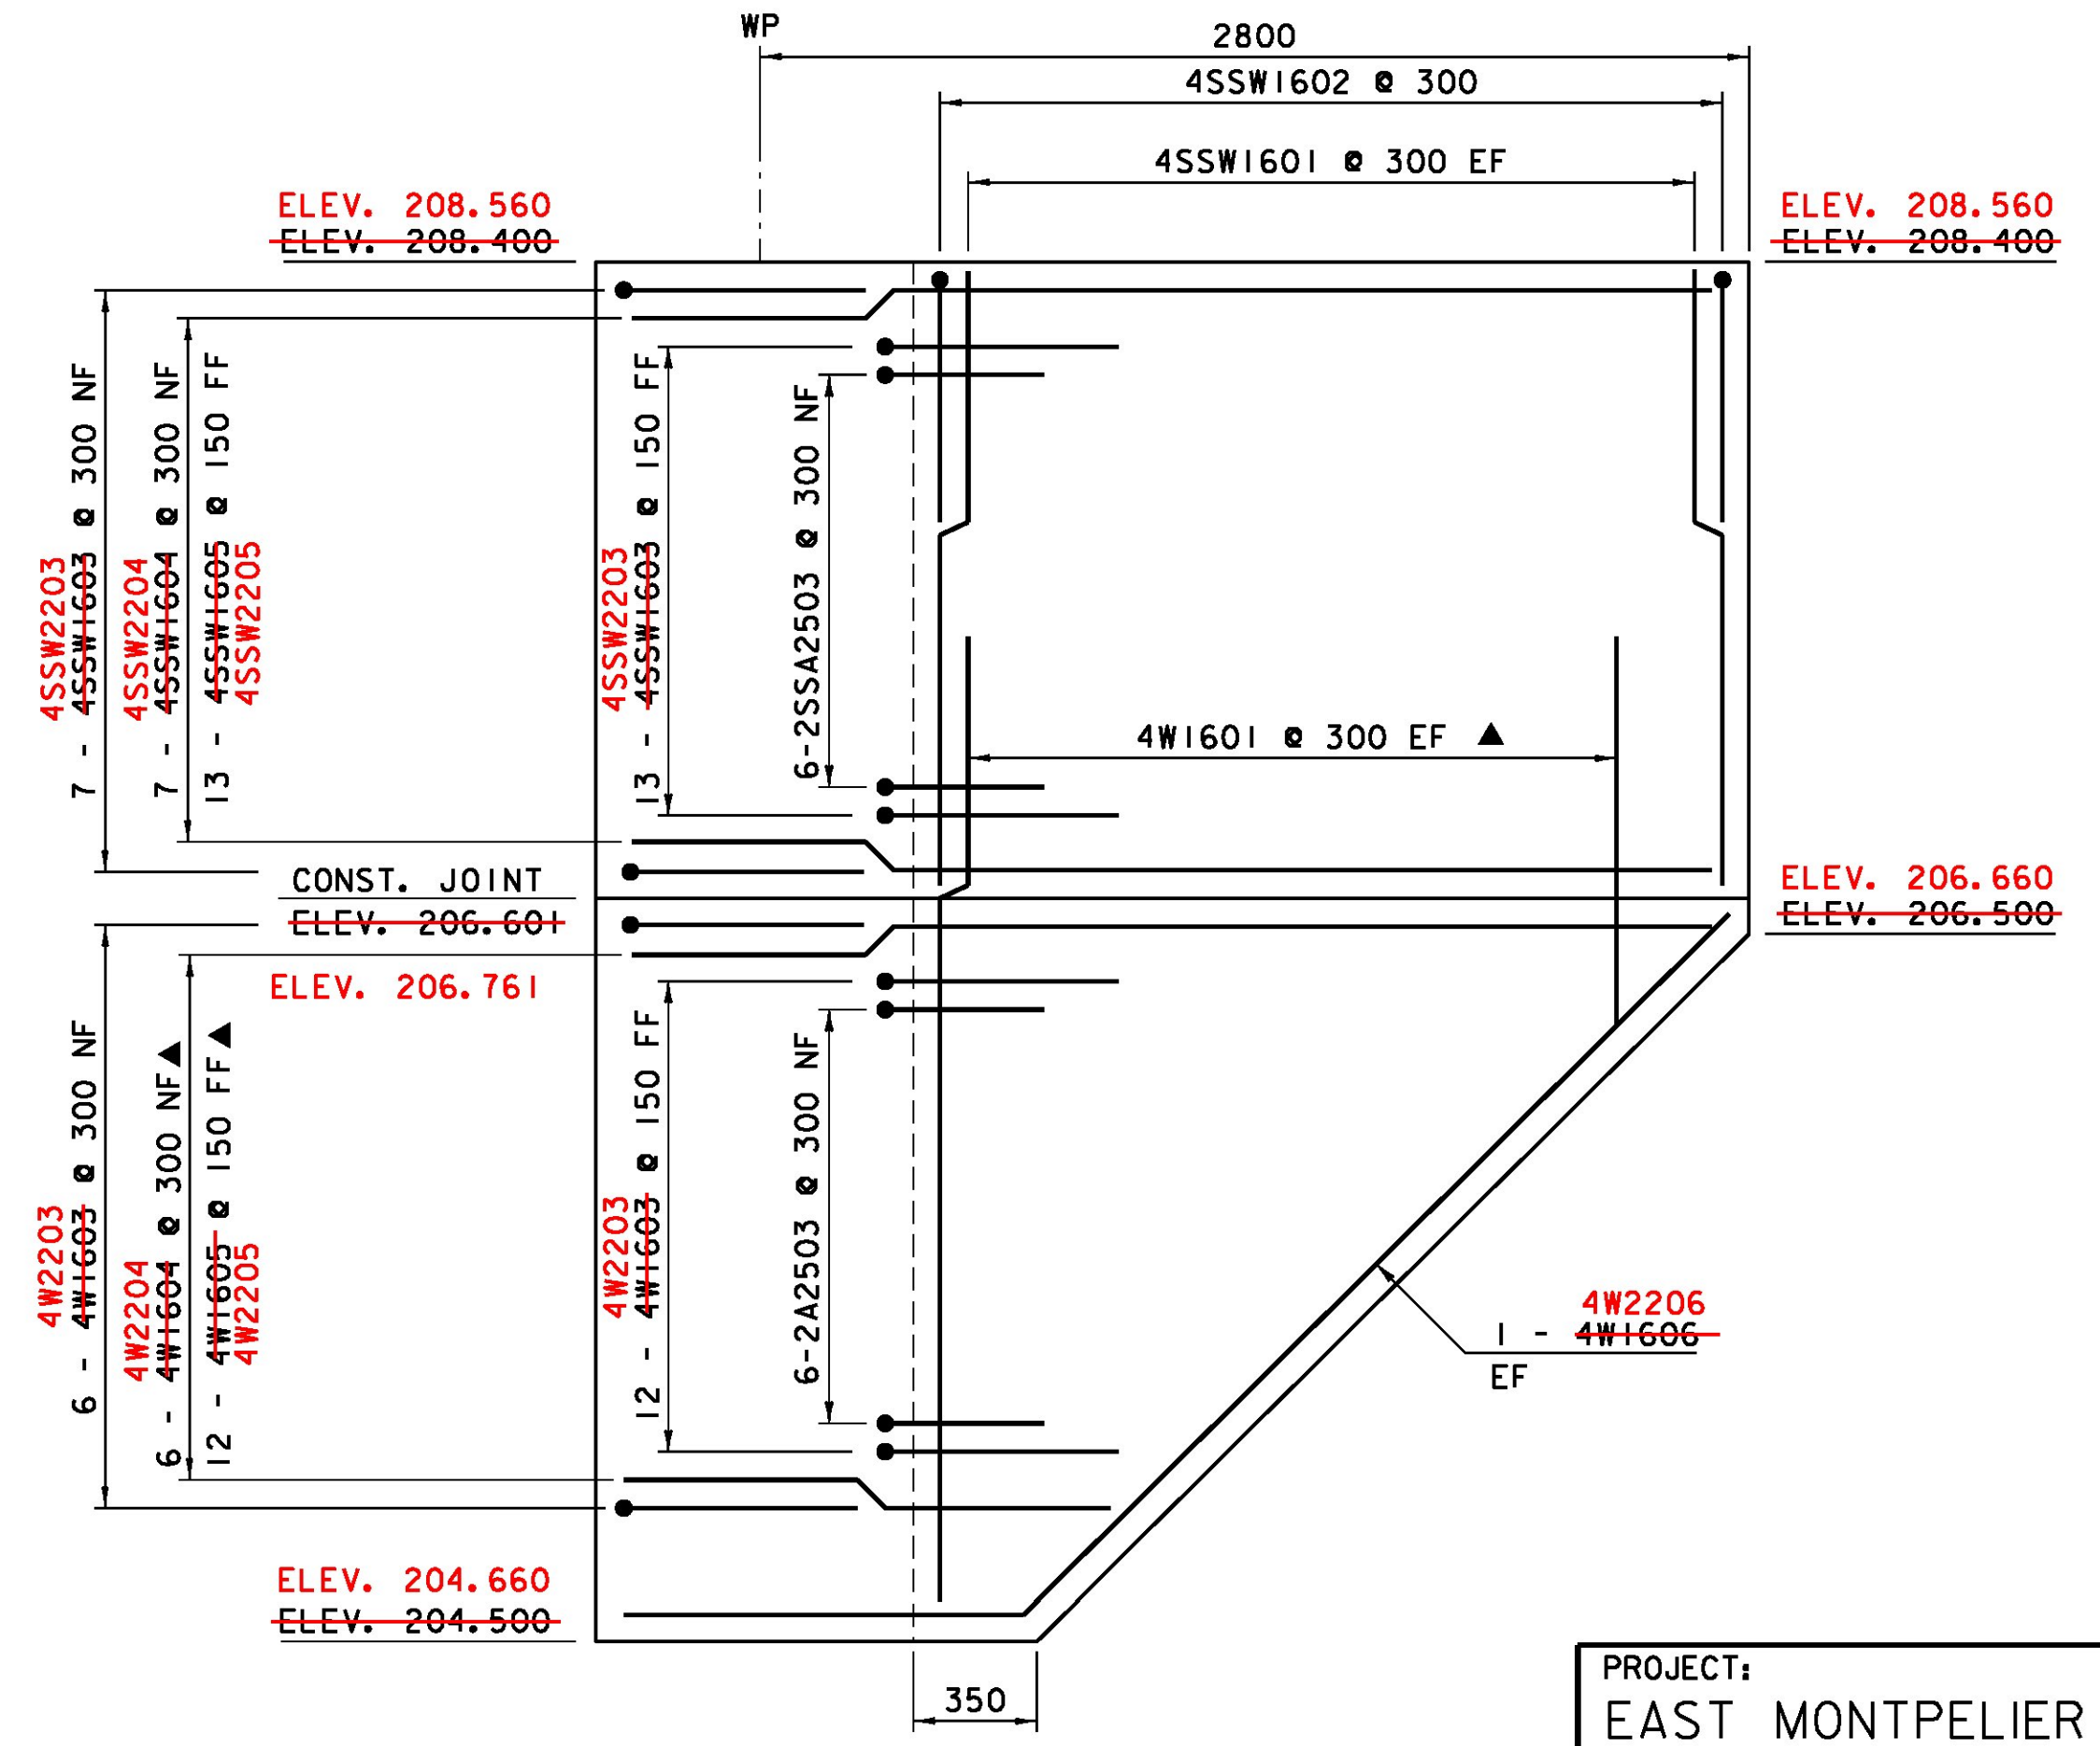 WP
2800
4SSW1602 @ 300
4SSW1601 @ 300 EF
ELEV. 208.560
ELEV. 208.400
ELEV. 208.560
ELEV. 208.400
4SSW2203
7 - 4SSW1603 @ 300 NF
4SSW2204
7 - 4SSW1604 @ 300 NF
13 - 4SSW1605 @ 150 FF
4SSW2205
4SSW2203
13 - 4SSW1603 @ 150 FF
6-2SSA2503 @ 300 NF
4W1601 @ 300 EF ▲
CONST. JOINT
ELEV. 206.601
ELEV. 206.761
ELEV. 206.660
ELEV. 206.500
4W2203
6 - 4W1603 @ 300 NF
4W2204
6 - 4W1604 @ 300 NF▲
12 - 4W1605 @ 150 FF▲
4W2205
4W2203
12 - 4W1603 @ 150 FF
6-2A2503 @ 300 NF
4W2206
1 - 4W1606
EF
ELEV. 204.660
ELEV. 204.500
350
PROJECT:
EAST MONTPELIER